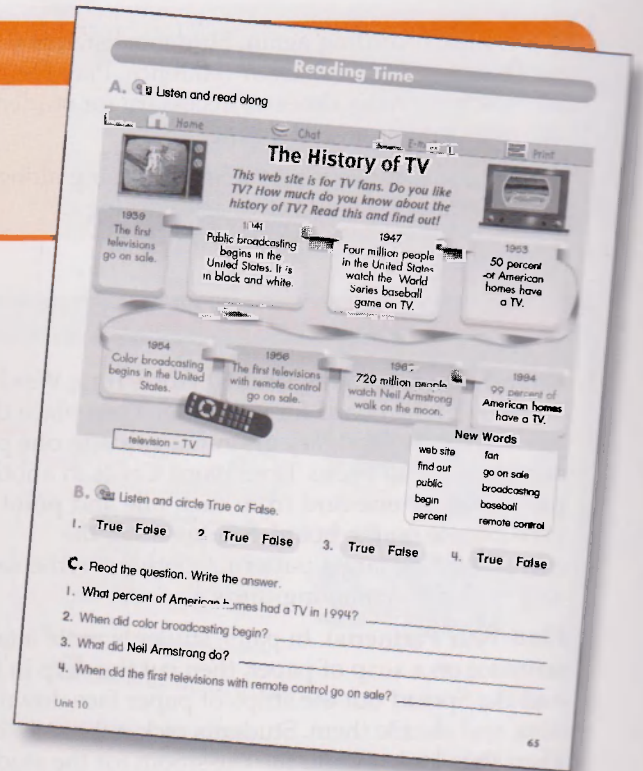 Reading Time
A. Listen and read along
Home Chat E-mail Print
The History of TV
This web site is for TV fans. Do you like
TV? How much do you know about the
history of TV? Read this and find out!
1939
The first
televisions
go on sale.
1941
Public broadcasting
begins in the
United States. It is
in black and white.
1947
Four million people
in the United States
watch the World
Series baseball
game on TV.
1953
50 percent
of American
homes have
a TV.
1954
Color broadcasting
begins in the United
States.
1956
The first televisions
with remote control
go on sale.
720 million people
watch Neil Armstrong
walk on the moon.
1994
99 percent of
American homes
have a TV.
television = TV
New Words
web site fan
find out go on sale
public broadcasting
begin baseball
percent remote control
B. Listen and circle True or False.
1. True False 2. True False 3. True False 4. True False
C. Read the question. Write the answer.
1. What percent of American homes had a TV in 1994?
2. When did color broadcasting begin?
3. What did Neil Armstrong do?
4. When did the first televisions with remote control go on sale?
Unit 10
65